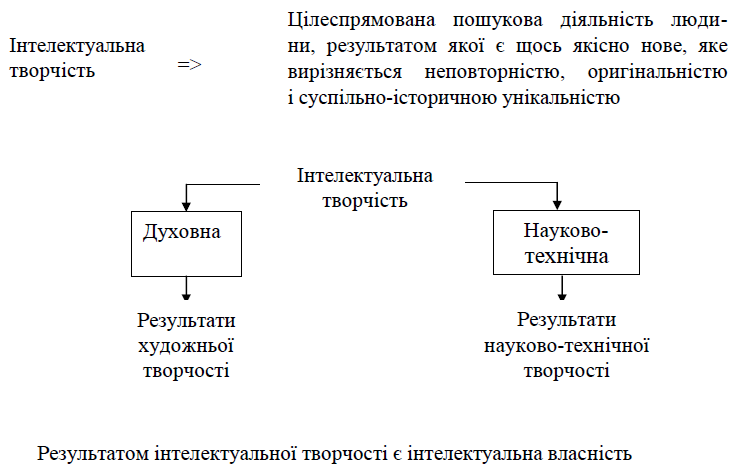 Інтелектуальна
творчість
=>
Цілеспрямована пошукова діяльність люди-
ни, результатом якої є щось якісно нове, яке
вирізняється неповторністю, оригінальністю
і суспільно-історичною унікальністю
Інтелектуальна
творчість
Духовна
Науково-
технічна
Результати
художньої
творчості
Результати
науково-технічної
творчості
Результатом інтелектуальної творчості є інтелектуальна власність